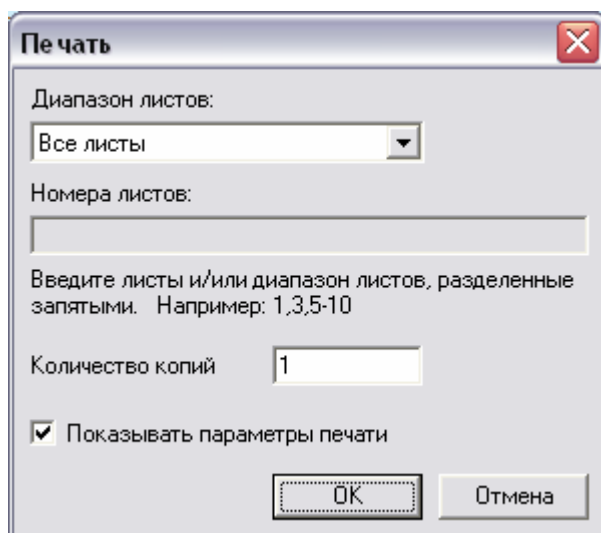 Печать
Диапазон листов:
Все листы
Номера листов:
Введите листы и/или диапазон листов, разделенные
запятыми. Например: 1,3,5-10
Количество копий 1
Показывать параметры печати
OK Отмена